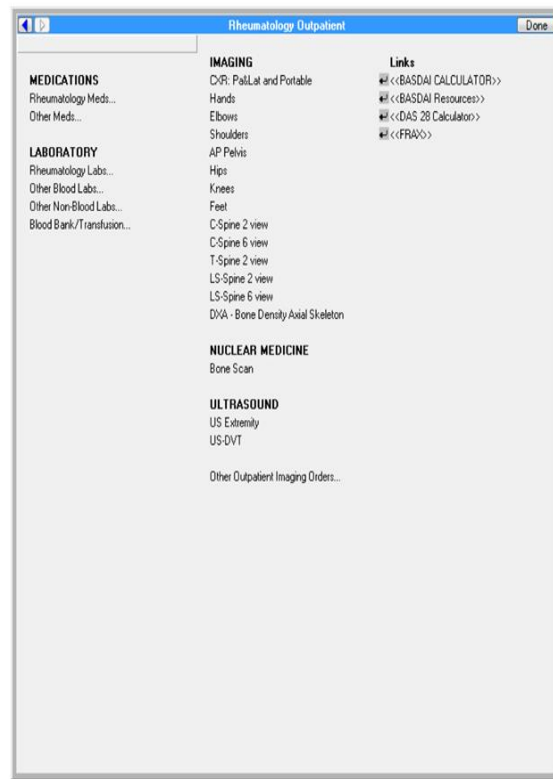 Rheumatology Outpatient
Done
MEDICATIONS
Rheumatology Meds...
Other Meds...
LABORATORY
Rheumatology Labs...
Other Blood Labs...
Other Non-Blood Labs...
Blood Bank/Transfusion...
IMAGING
CXR: Pa&Lat and Portable
Hands
Elbows
Shoulders
AP Pelvis
Hips
Knees
Feet
C-Spine 2 view
C-Spine 6 view
T-Spine 2 view
LS-Spine 2 view
LS-Spine 6 view
DXA - Bone Density Axial Skeleton
NUCLEAR MEDICINE
Bone Scan
ULTRASOUND
US Extremity
US-DVT
Other Outpatient Imaging Orders...
Links
<<BASDAI CALCULATOR>>
<<BASDAI Resources>>
<<DAS 28 Calculator>>
<<FRAX>>